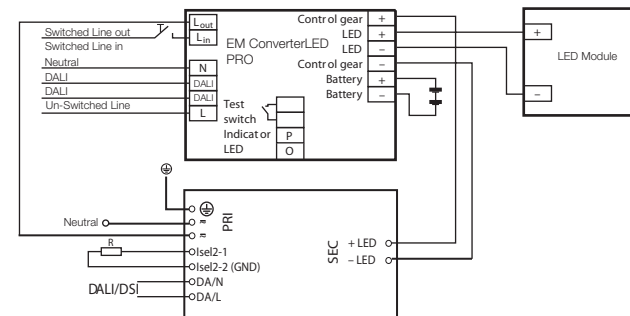 Switched Line out
Switched Line in
Neutral
DALI
DALI
Un-Switched Line
Lout
Lin
N
DALI
DALI
L
EM ConverterLED
PRO
Test
switch
Indicator
LED
P
O
Control gear +
LED +
LED –
Control gear –
Battery +
Battery –
+
–
LED Module
Neutral
R
DALI/DSI
PRI
≂
≂
Isel2-1
Isel2-2 (GND)
DA/N
DA/L
SEC
+ LED
– LED